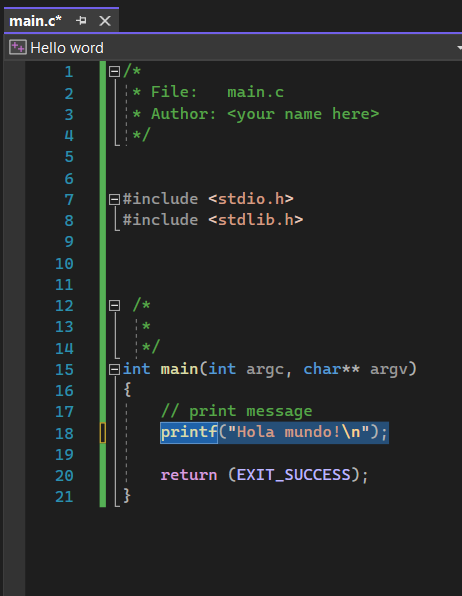 main.c*
Hello word
1 /*
2 * File:   main.c
3 * Author: <your name here>
4 */
5
6
7 #include <stdio.h>
8 #include <stdlib.h>
9
10
11
12 /*
13 *
14 */
15 int main(int argc, char** argv)
16 {
17     // print message
18     printf("Hola mundo!\n");
19
20     return (EXIT_SUCCESS);
21 }